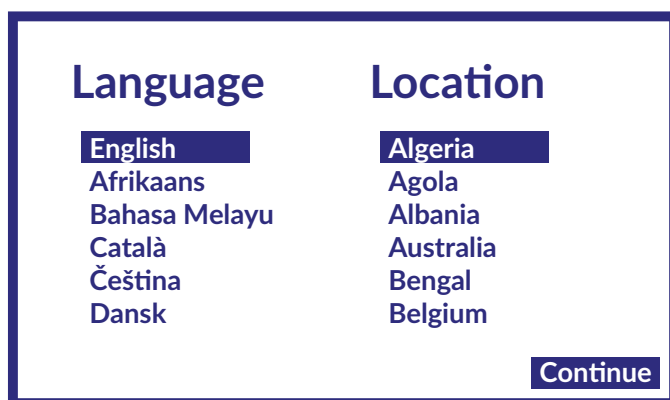 Language
English
Afrikaans
Bahasa Melayu
Català
Čeština
Dansk
Location
Algeria
Agola
Albania
Australia
Bengal
Belgium
Continue